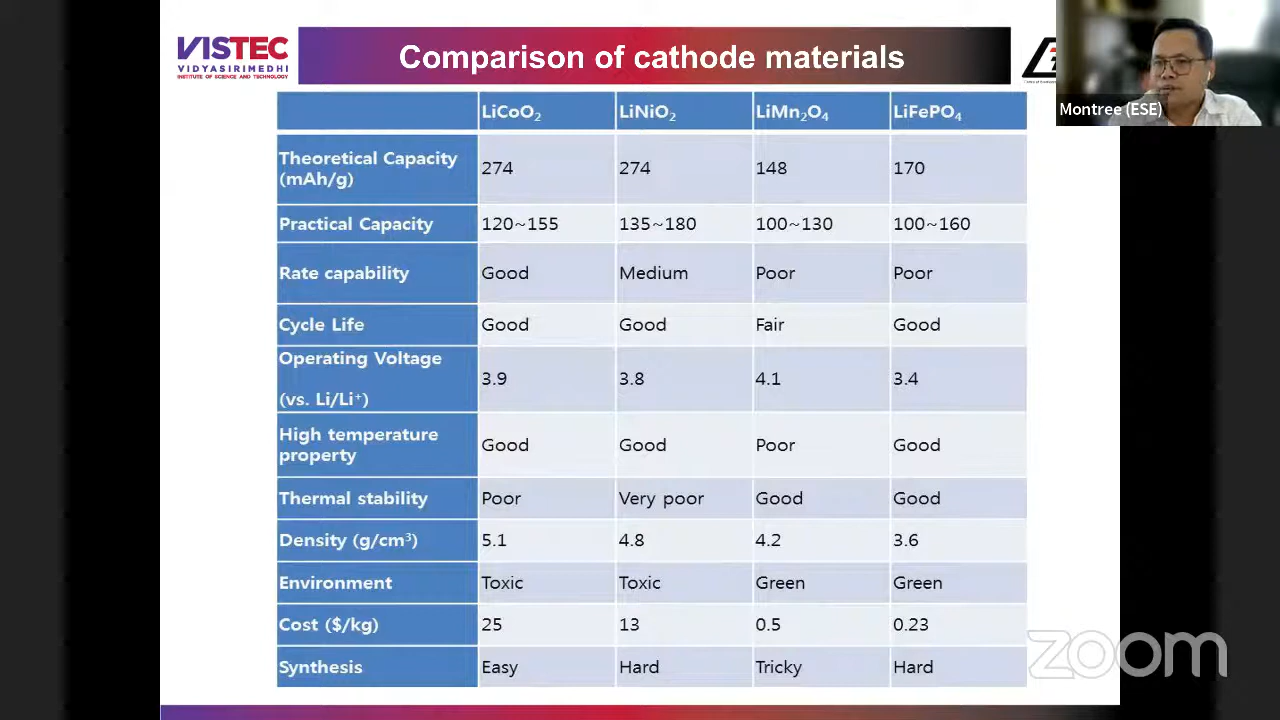 VISTEC
VIDYASIRIMEDHI
INSTITUTE OF SCIENCE AND TECHNOLOGY
Comparison of cathode materials
Montree (ESE)
LiCoO₂ LiNiO₂ LiMn₂O₄ LiFePO₄
Theoretical Capacity
(mAh/g) 274 274 148 170
Practical Capacity 120~155 135~180 100~130 100~160
Rate capability Good Medium Poor Poor
Cycle Life Good Good Fair Good
Operating Voltage
(vs. Li/Li⁺) 3.9 3.8 4.1 3.4
High temperature
property Good Good Poor Good
Thermal stability Poor Very poor Good Good
Density (g/cm³) 5.1 4.8 4.2 3.6
Environment Toxic Toxic Green Green
Cost ($/kg) 25 13 0.5 0.23
Synthesis Easy Hard Tricky Hard
zoom